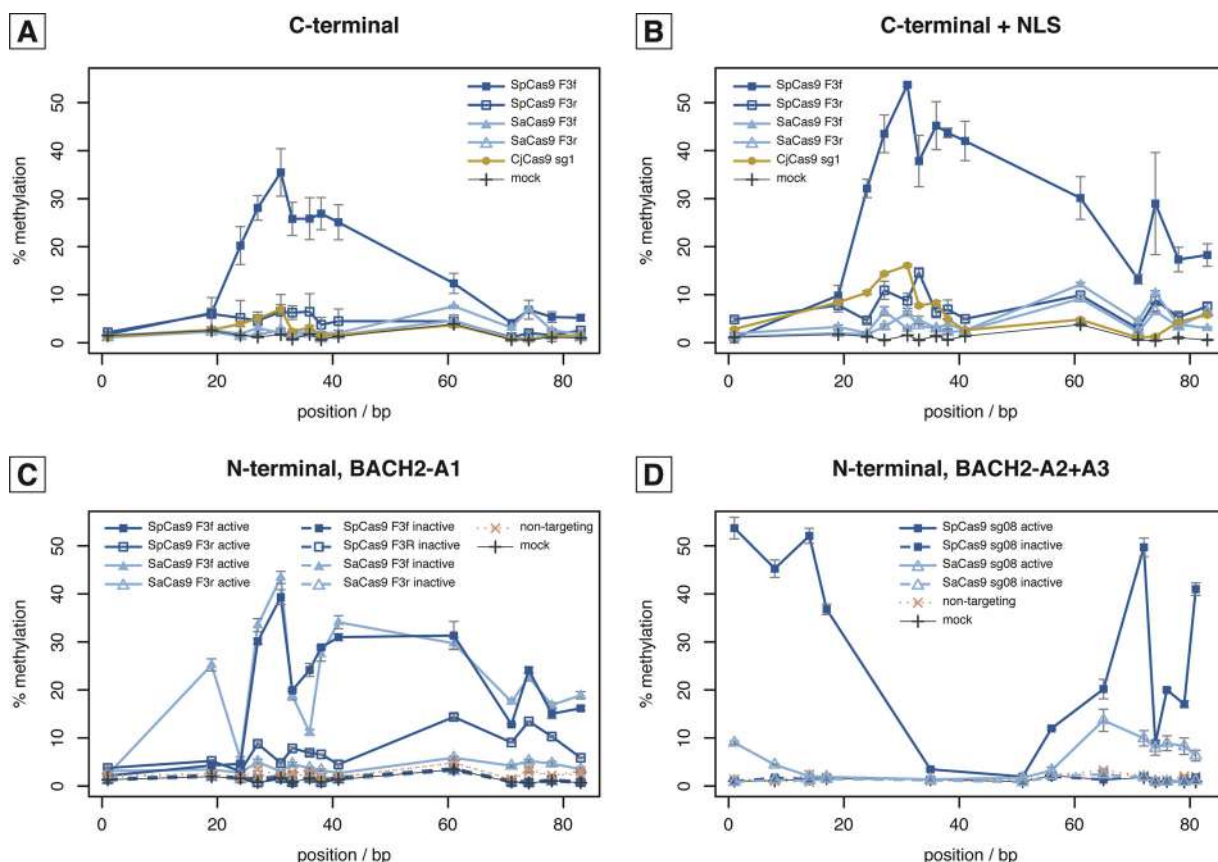 A
C-terminal
% methylation
50
40
30
20
10
0
0 20 40 60 80
position / bp
SpCas9 F3f
SpCas9 F3r
SaCas9 F3f
SaCas9 F3r
CjCas9 sg1
mock
B
C-terminal + NLS
% methylation
50
40
30
20
10
0
0 20 40 60 80
position / bp
SpCas9 F3f
SpCas9 F3r
SaCas9 F3f
SaCas9 F3r
CjCas9 sg1
mock
C
N-terminal, BACH2-A1
% methylation
50
40
30
20
10
0
0 20 40 60 80
position / bp
SpCas9 F3f active
SpCas9 F3r active
SaCas9 F3f active
SaCas9 F3r active
SpCas9 F3f inactive
SpCas9 F3R inactive
SaCas9 F3f inactive
SaCas9 F3r inactive
non-targeting
mock
D
N-terminal, BACH2-A2+A3
% methylation
50
40
30
20
10
0
0 20 40 60 80
position / bp
SpCas9 sg08 active
SpCas9 sg08 inactive
SaCas9 sg08 active
SaCas9 sg08 inactive
non-targeting
mock